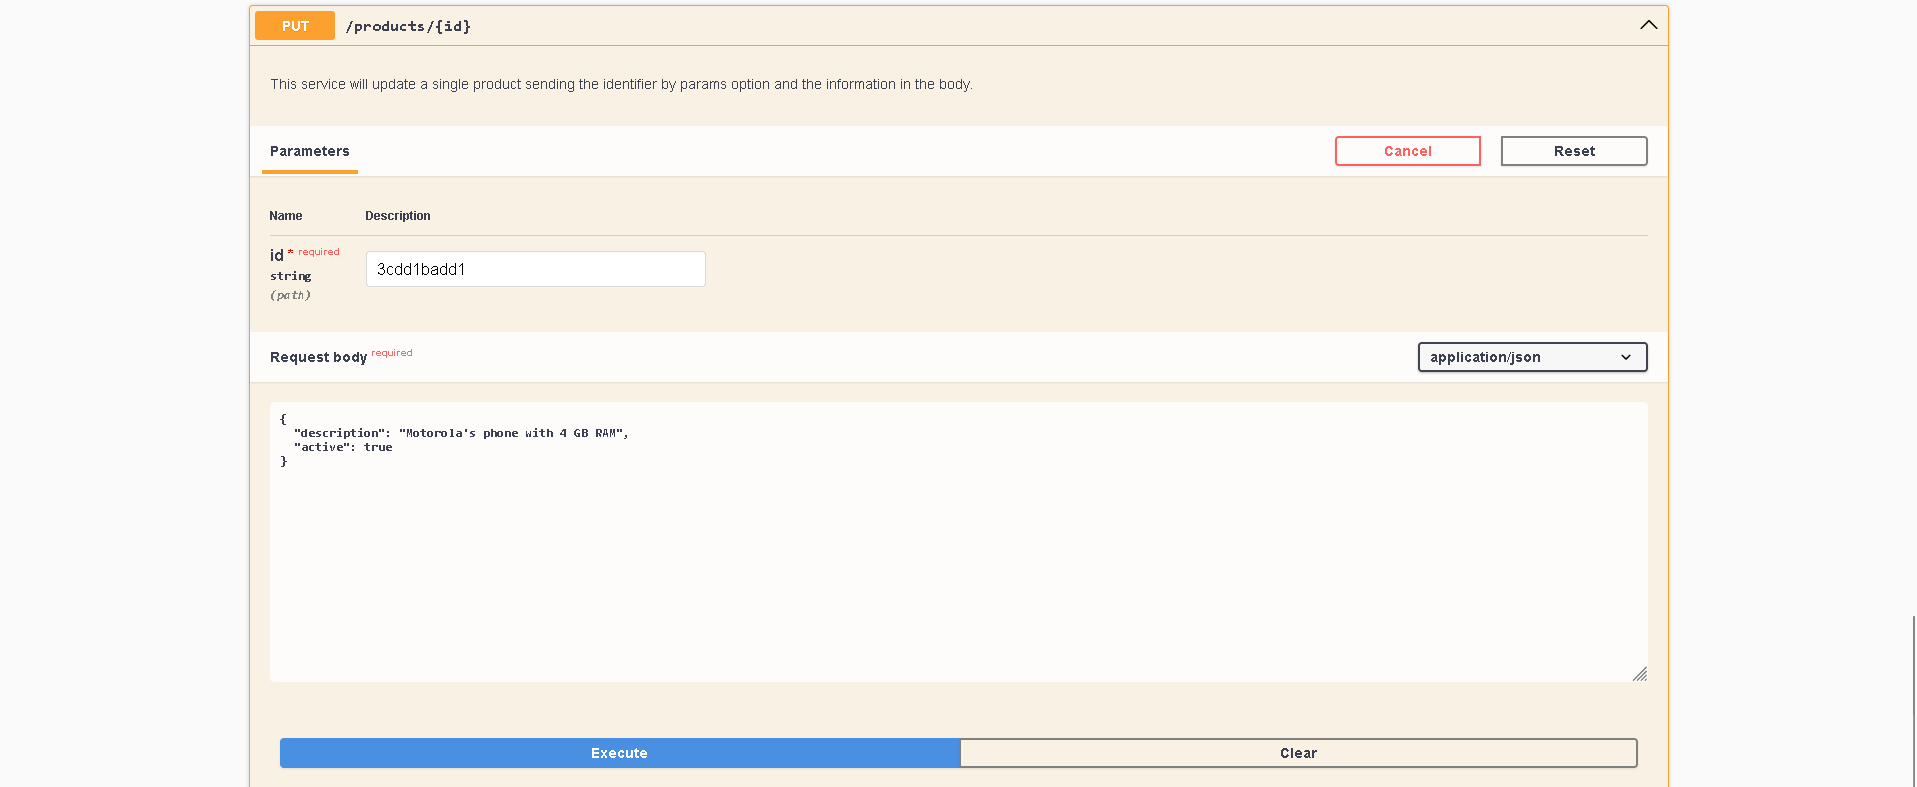 PUT /products/{id}
This service will update a single product sending the identifier by params option and the information in the body.
Parameters Cancel Reset
Name Description
id * required
string
(path)
3cdd1badd1
Request body required application/json
{
  "description": "Motorola's phone with 4 GB RAM",
  "active": true
}
Execute Clear